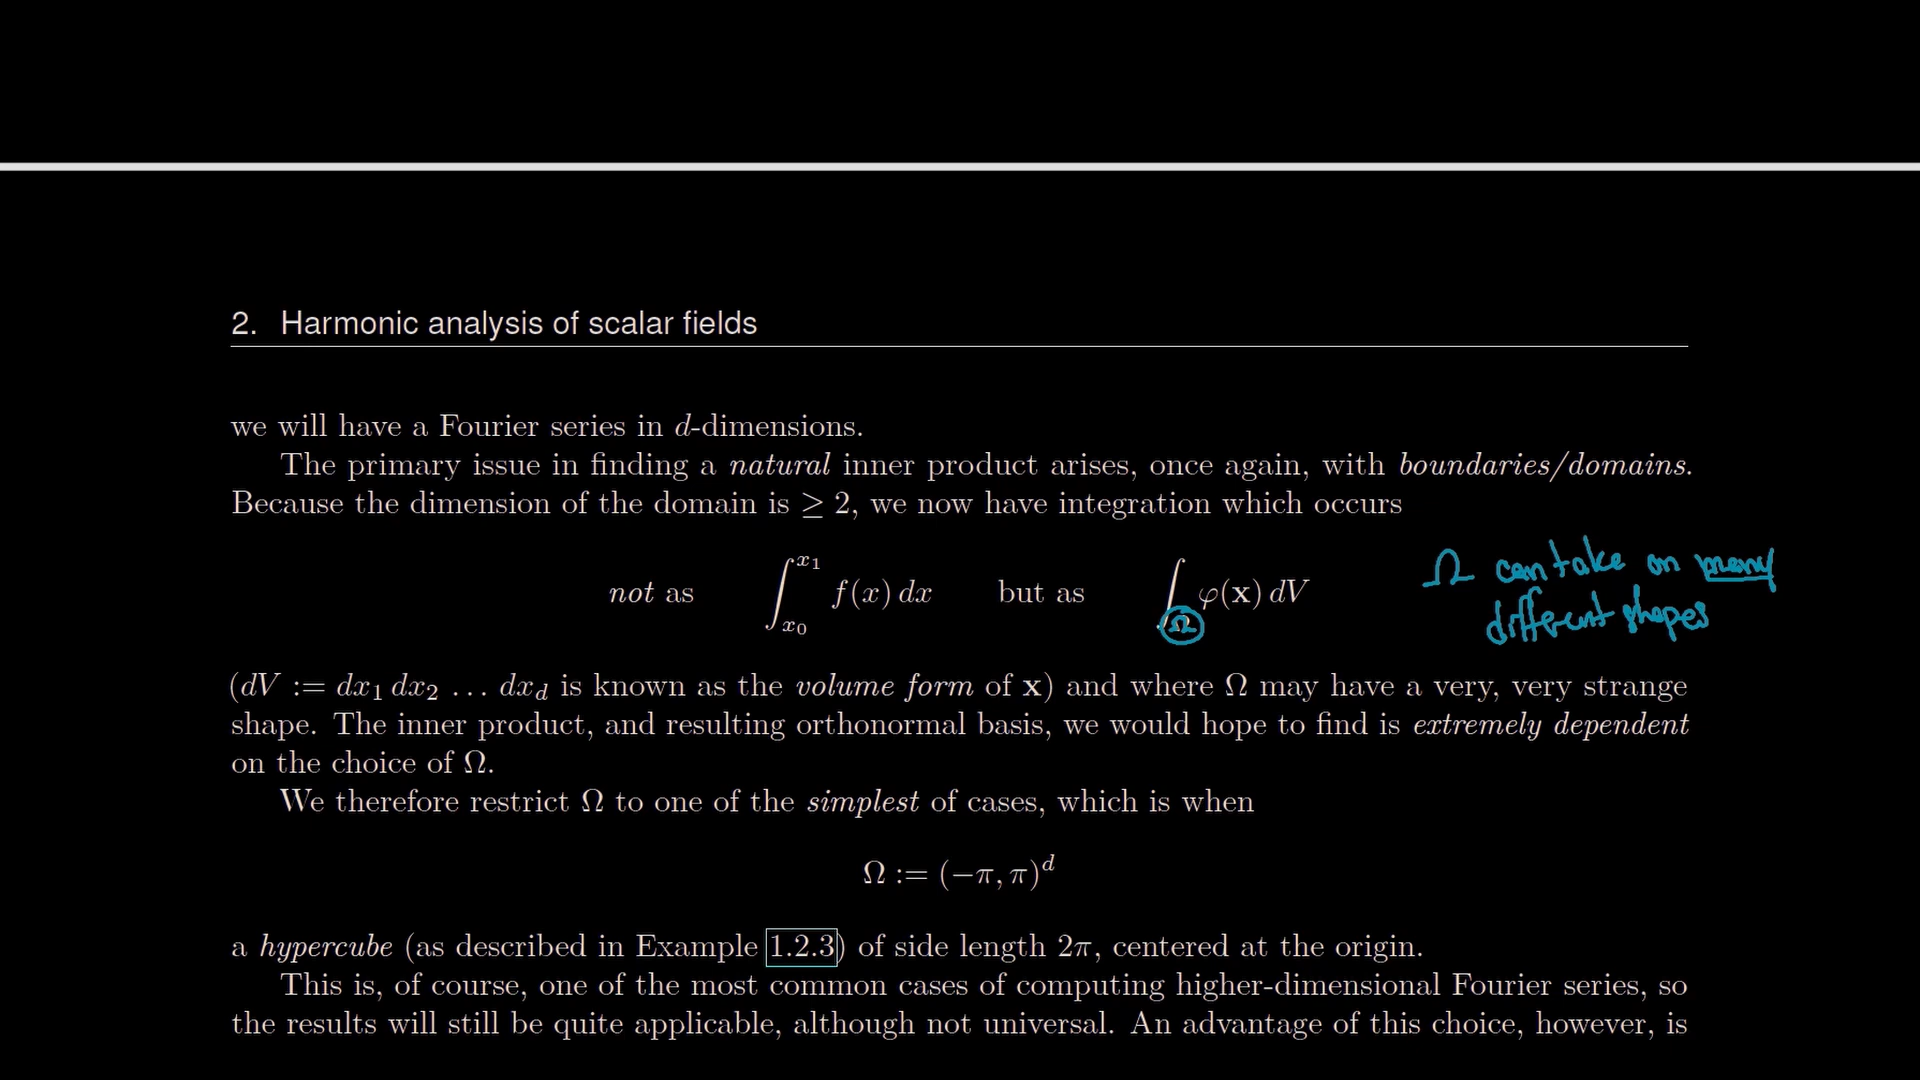 2. Harmonic analysis of scalar fields
we will have a Fourier series in d-dimensions.
The primary issue in finding a natural inner product arises, once again, with boundaries/domains.
Because the dimension of the domain is ≥ 2, we now have integration which occurs
not as ∫_{x_0}^{x_1} f(x) dx but as ∫_Ω φ(𝐱) dV
Ω can take on many
different shapes
(dV := dx_1 dx_2 … dx_d is known as the volume form of 𝐱) and where Ω may have a very, very strange
shape. The inner product, and resulting orthonormal basis, we would hope to find is extremely dependent
on the choice of Ω.
We therefore restrict Ω to one of the simplest of cases, which is when
Ω := (−π, π)^d
a hypercube (as described in Example 1.2.3) of side length 2π, centered at the origin.
This is, of course, one of the most common cases of computing higher-dimensional Fourier series, so
the results will still be quite applicable, although not universal. An advantage of this choice, however, is